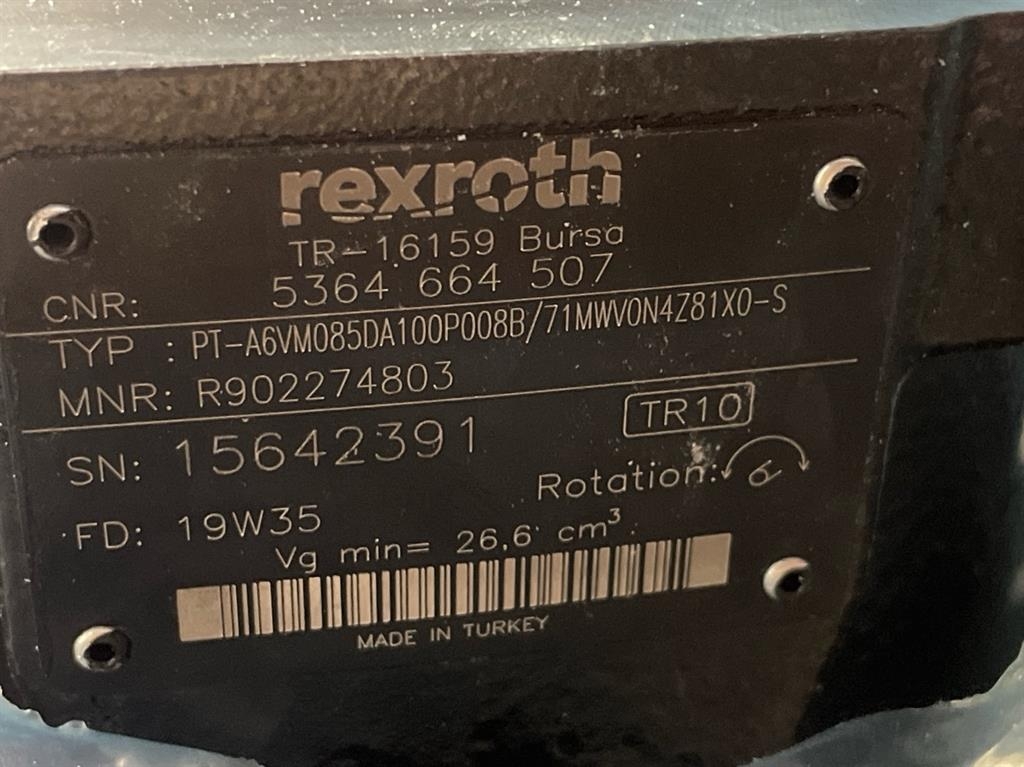 rexroth
TR-16159 Bursa
CNR: 5364 664 507
TYP : PT-A6VM085DA100P008B/71MWV0N4Z81X0-S
MNR: R902274803
SN: 15642391 TR10
Rotation:
FD: 19W35
Vg min= 26,6 cm³
MADE IN TURKEY